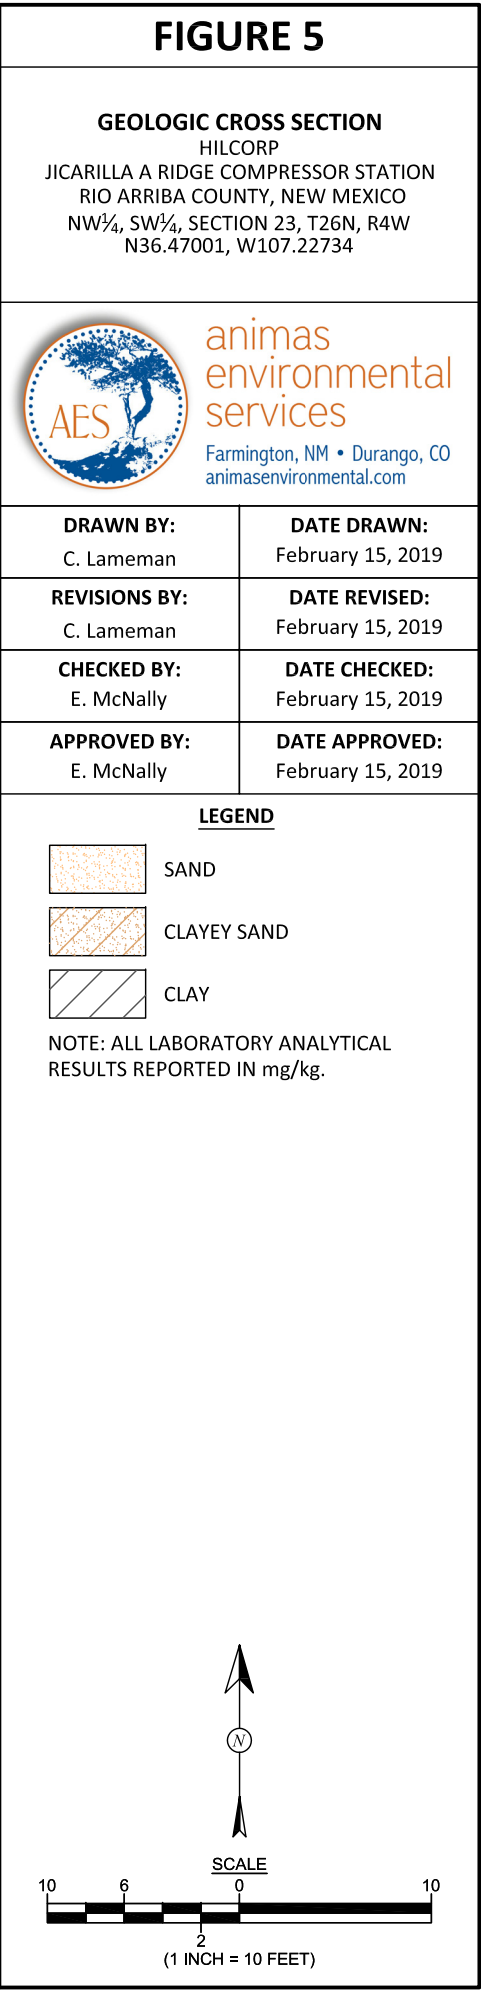 FIGURE 5
GEOLOGIC CROSS SECTION
HILCORP
JICARILLA A RIDGE COMPRESSOR STATION
RIO ARRIBA COUNTY, NEW MEXICO
NW¼, SW¼, SECTION 23, T26N, R4W
N36.47001, W107.22734
AES
animas
environmental
services
Farmington, NM • Durango, CO
animasenvironmental.com
DRAWN BY: DATE DRAWN:
C. Lameman February 15, 2019
REVISIONS BY: DATE REVISED:
C. Lameman February 15, 2019
CHECKED BY: DATE CHECKED:
E. McNally February 15, 2019
APPROVED BY: DATE APPROVED:
E. McNally February 15, 2019
LEGEND
SAND
CLAYEY SAND
CLAY
NOTE: ALL LABORATORY ANALYTICAL
RESULTS REPORTED IN mg/kg.
N
SCALE
10 6 0 10
2
(1 INCH = 10 FEET)